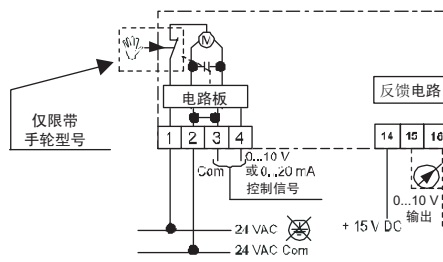 M
仅限带
手轮型号
电路板
反馈电路
1 2 3 4
14 15 16
Com
0...10 V
或 0...20 mA
控制信号
0...10 V
输出
24 VAC
+ 15 V DC
24 VAC Com